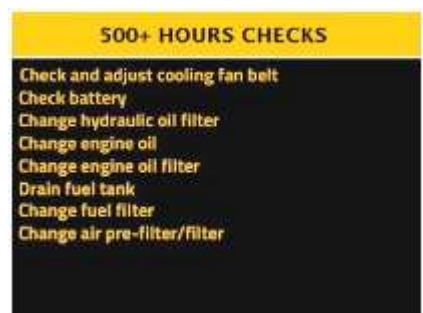 500+ HOURS CHECKS
Check and adjust cooling fan belt
Check battery
Change hydraulic oil filter
Change engine oil
Change engine oil filter
Drain fuel tank
Change fuel filter
Change air pre-filter/filter